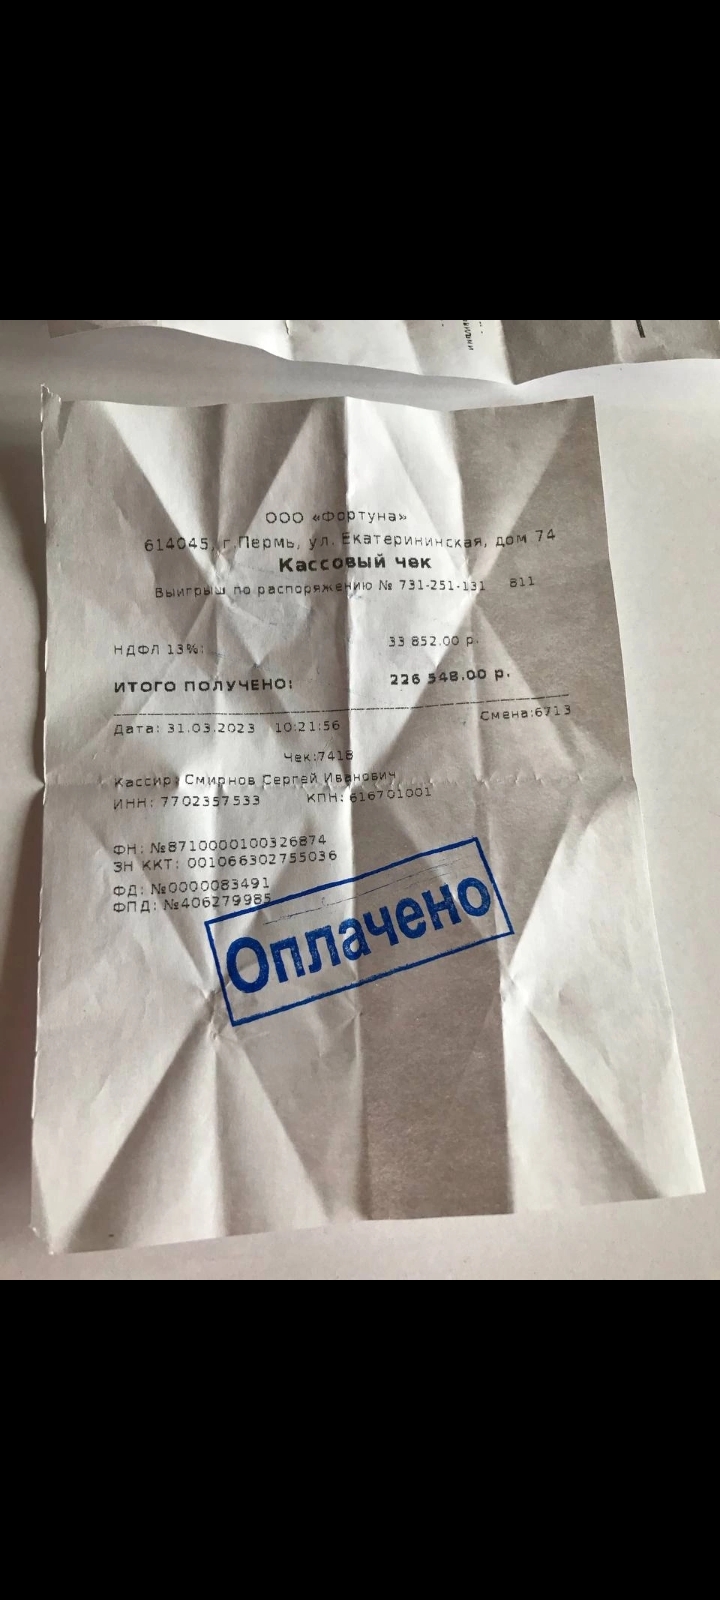 ООО «Фортуна»
614045, г.Пермь, ул. Екатерининская, дом 74
Кассовый чек
Выигрыш по распоряжению № 731-251-131 811
НДФЛ 13%: 33 852.00 р.
ИТОГО ПОЛУЧЕНО: 226 548.00 р.
Дата: 31.03.2023 10:21:56 Смена:6713
Чек:7418
Кассир: Смирнов Сергей Иванович
ИНН: 7702357533 КПН: 616701001
ФН: №8710000100326874
ЗН ККТ: 001066302755036
ФД: №0000083491
ФПД: №406279985
Оплачено